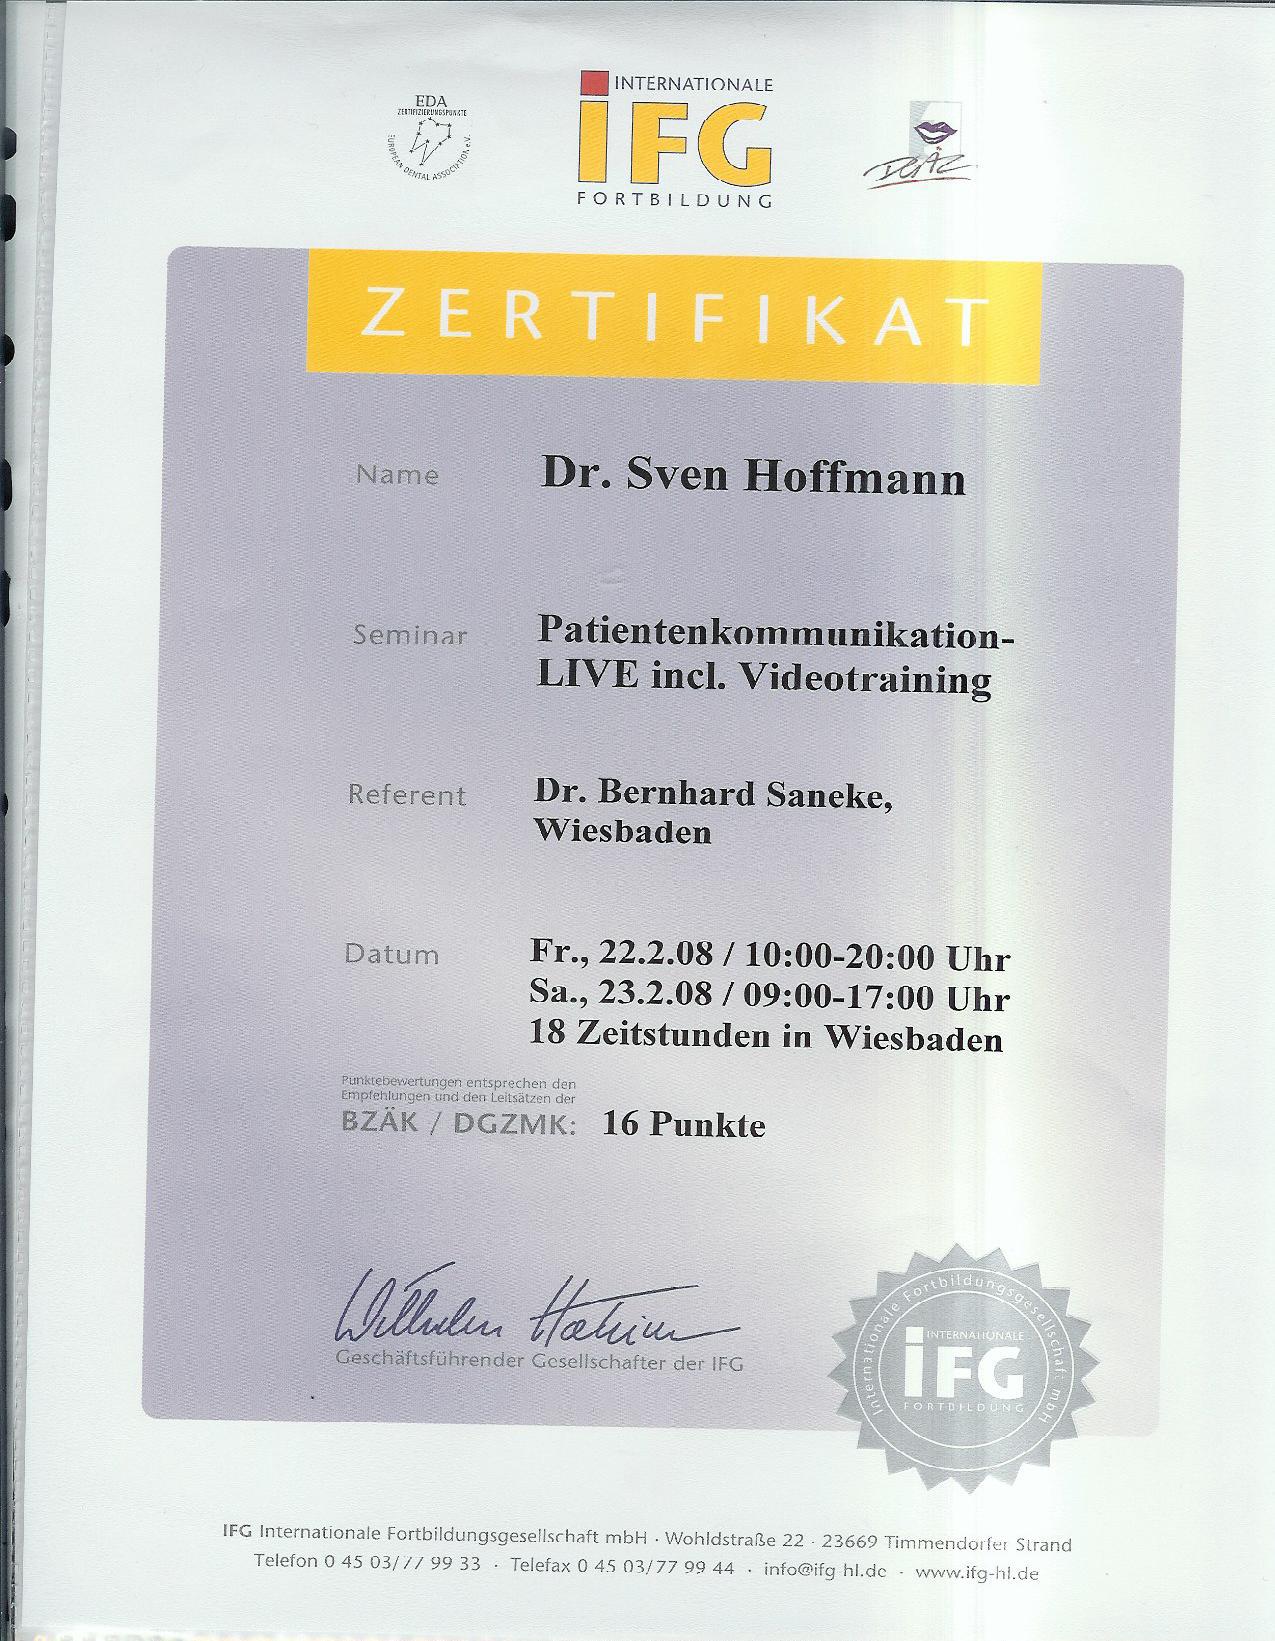 EDA
ZERTIFIZIERUNGSPUNKTE
EUROPEAN DENTAL ASSOCIATION e.V.
INTERNATIONALE
iFG
FORTBILDUNG
DGÄZ
ZERTIFIKAT
Name Dr. Sven Hoffmann
Seminar Patientenkommunikation-
LIVE incl. Videotraining
Referent Dr. Bernhard Saneke,
Wiesbaden
Datum Fr., 22.2.08 / 10:00-20:00 Uhr
Sa., 23.2.08 / 09:00-17:00 Uhr
18 Zeitstunden in Wiesbaden
Punktebewertungen entsprechen den
Empfehlungen und den Leitsätzen der
BZÄK / DGZMK: 16 Punkte
Wilhelm
Geschäftsführender Gesellschafter der IFG
Internationale Fortbildungsgesellschaft mbH
INTERNATIONALE
iFG
FORTBILDUNG
IFG Internationale Fortbildungsgesellschaft mbH · Wohldstraße 22 · 23669 Timmendorfer Strand
Telefon 0 45 03/77 99 33 · Telefax 0 45 03/77 99 44 · info@ifg-hl.de · www.ifg-hl.de